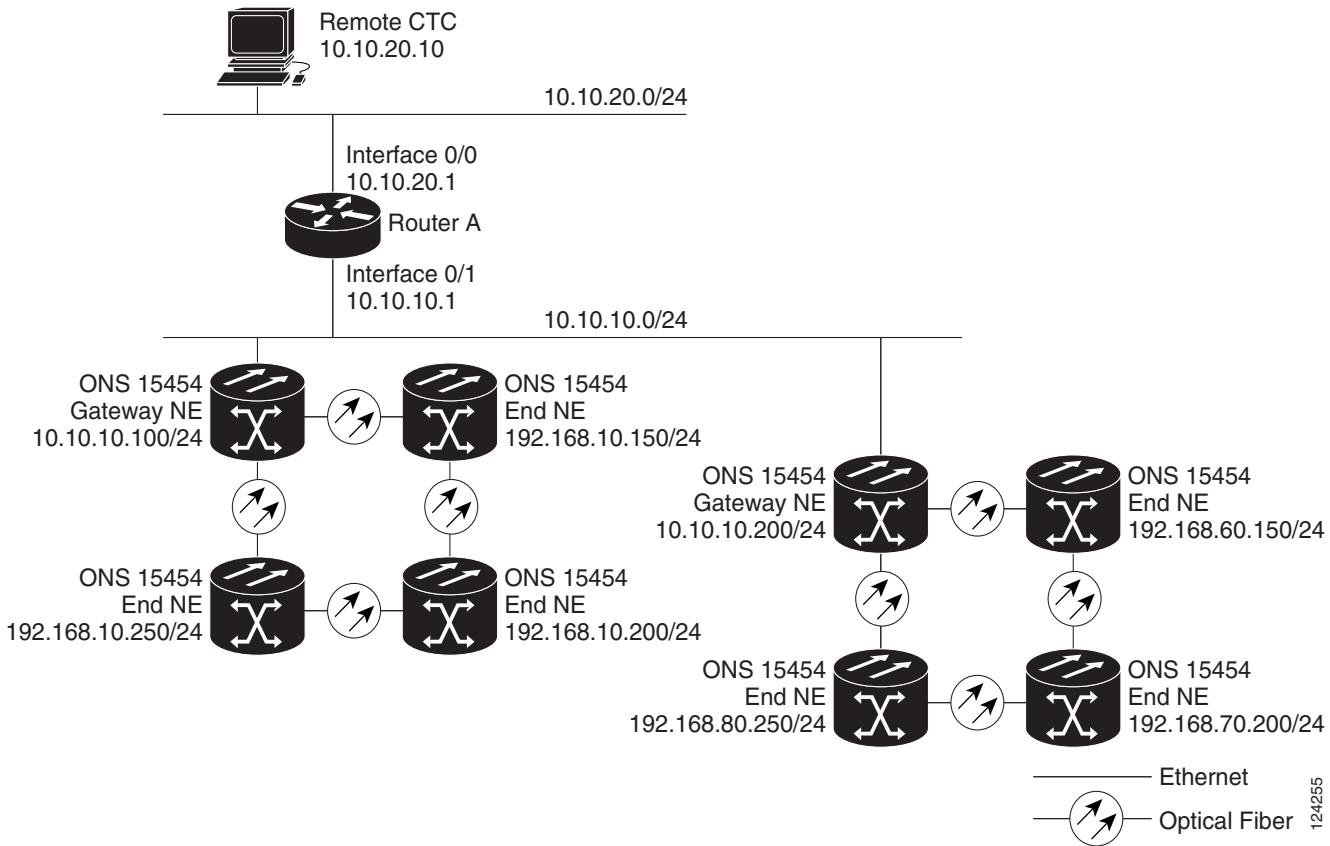 Remote CTC
10.10.20.10
10.10.20.0/24
Interface 0/0
10.10.20.1
Router A
Interface 0/1
10.10.10.1
10.10.10.0/24
ONS 15454
Gateway NE
10.10.10.100/24
ONS 15454
End NE
192.168.10.150/24
ONS 15454
Gateway NE
10.10.10.200/24
ONS 15454
End NE
192.168.60.150/24
ONS 15454
End NE
192.168.10.250/24
ONS 15454
End NE
192.168.10.200/24
ONS 15454
End NE
192.168.80.250/24
ONS 15454
End NE
192.168.70.200/24
Ethernet
Optical Fiber
124255